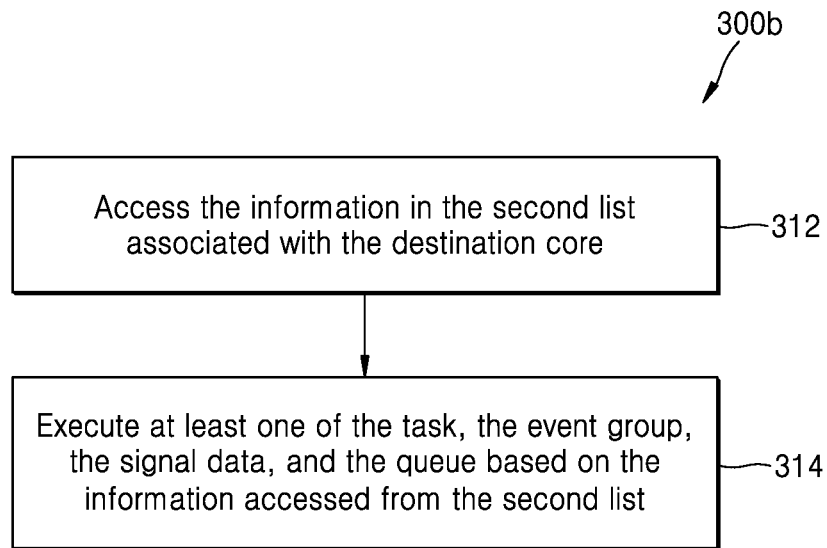 300b
Access the information in the second list
associated with the destination core
312
Execute at least one of the task, the event group,
the signal data, and the queue based on the
information accessed from the second list
314